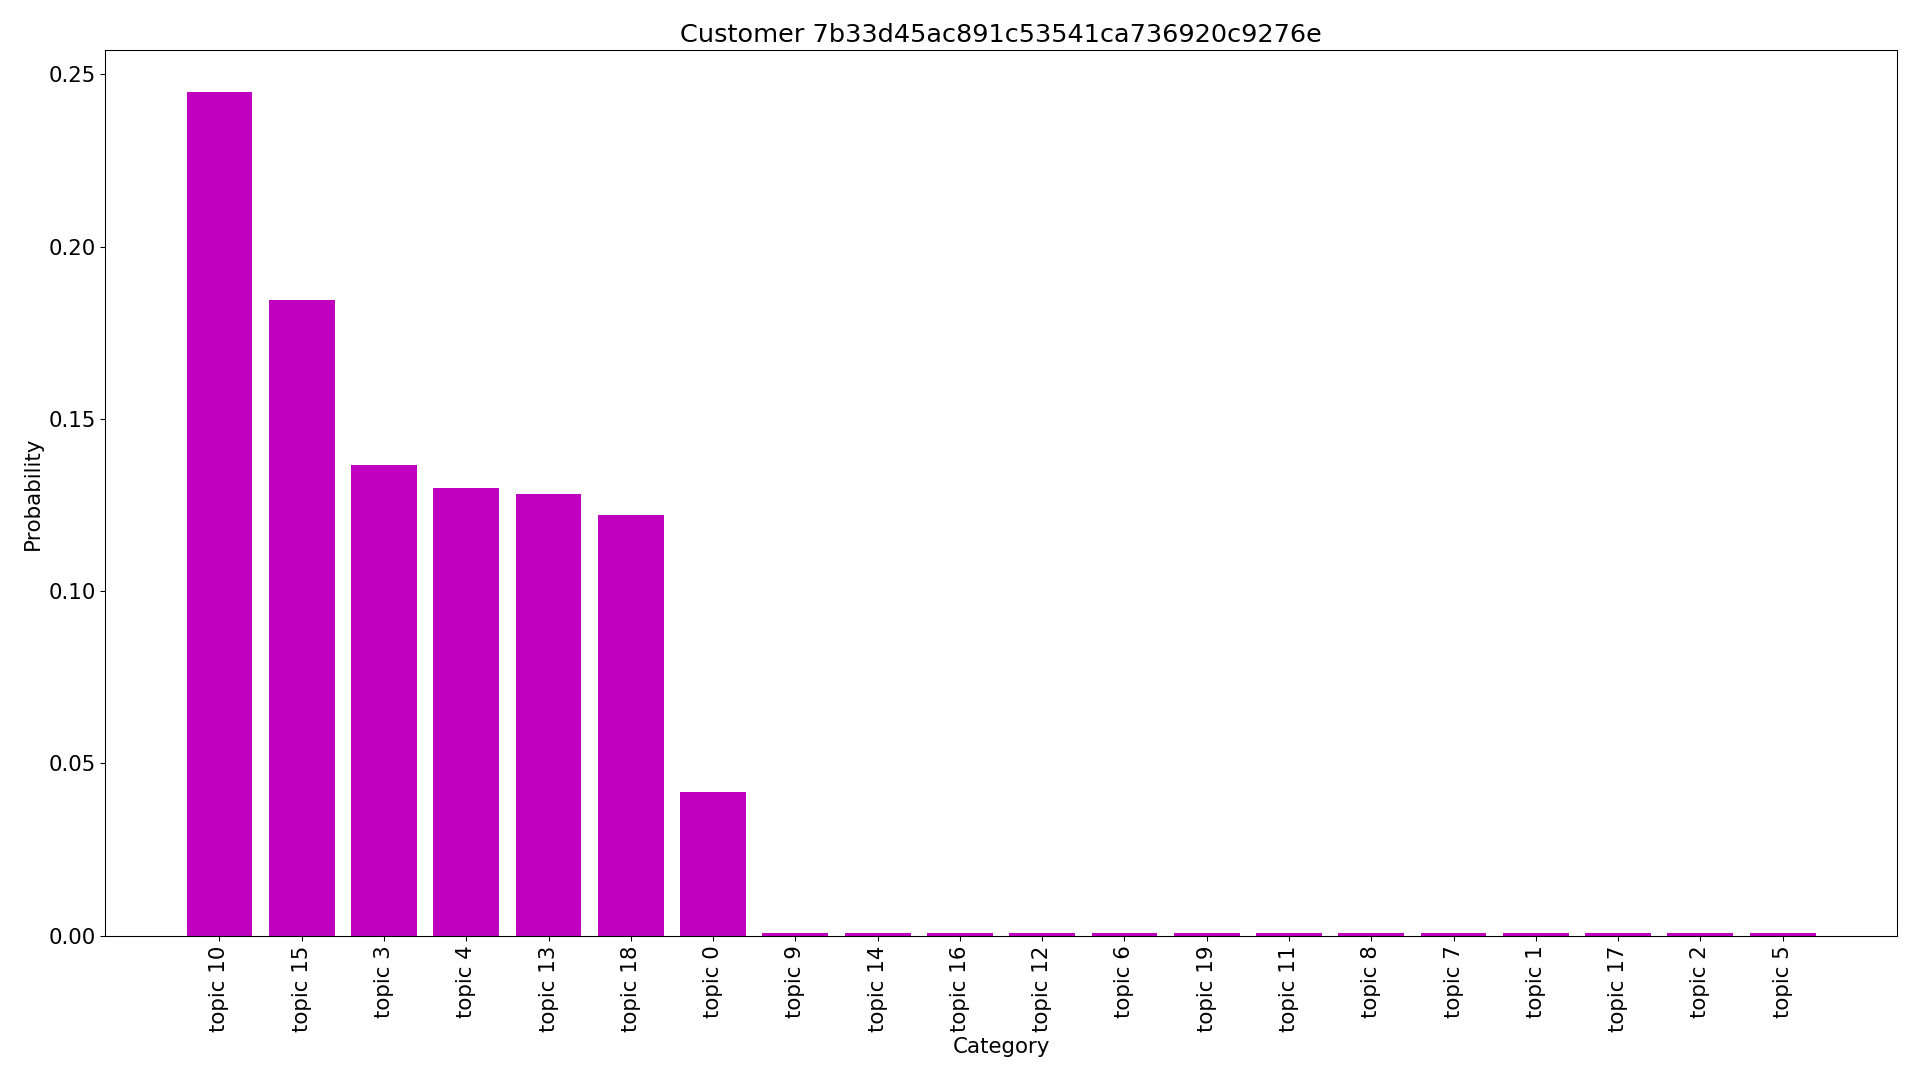 Customer 7b33d45ac891c53541ca736920c9276e
0.25
0.20
0.15
0.10
0.05
0.00
Probability
topic 10
topic 15
topic 3
topic 4
topic 13
topic 18
topic 0
topic 9
topic 14
topic 16
topic 12
topic 6
topic 19
topic 11
topic 8
topic 7
topic 1
topic 17
topic 2
topic 5
Category